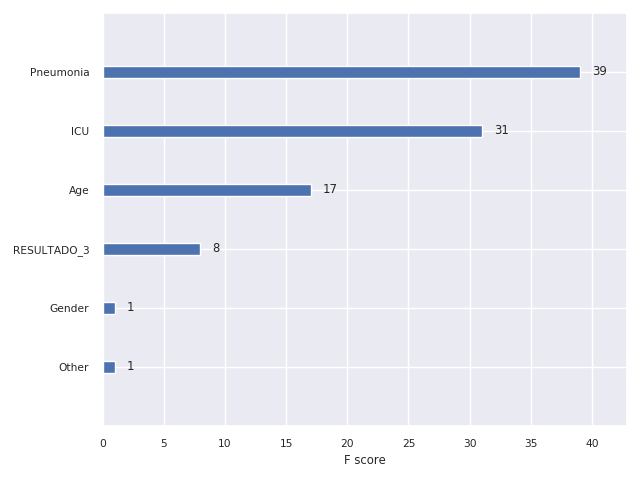 Pneumonia 39
ICU 31
Age 17
RESULTADO_3 8
Gender 1
Other 1
0 5 10 15 20 25 30 35 40
F score